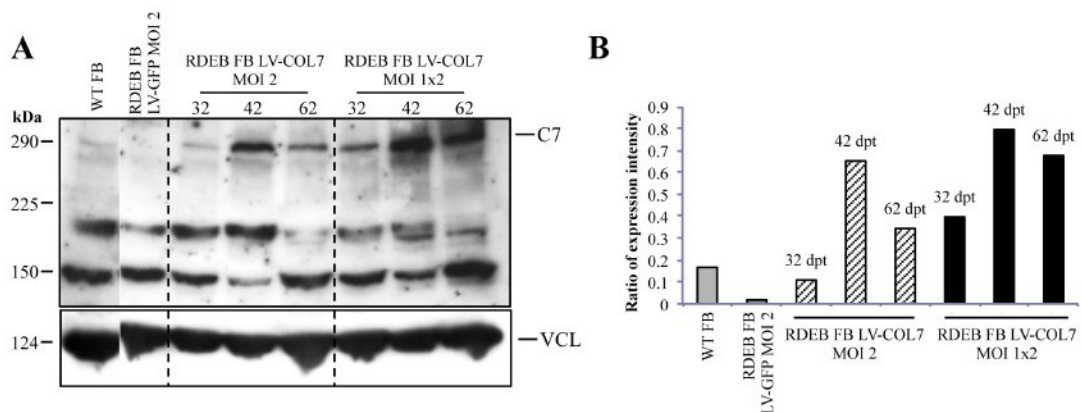 A
WT FB
RDEB FB
LV-GFP MOI 2
RDEB FB LV-COL7
MOI 2
RDEB FB LV-COL7
MOI 1x2
32 42 62 32 42 62
kDa
290
225
150
124
C7
VCL
B
Ratio of expression intensity
0.9
0.8
0.7
0.6
0.5
0.4
0.3
0.2
0.1
0
32 dpt
42 dpt
62 dpt
32 dpt
42 dpt
62 dpt
WT FB
RDEB FB
LV-GFP MOI 2
RDEB FB LV-COL7
MOI 2
RDEB FB LV-COL7
MOI 1x2